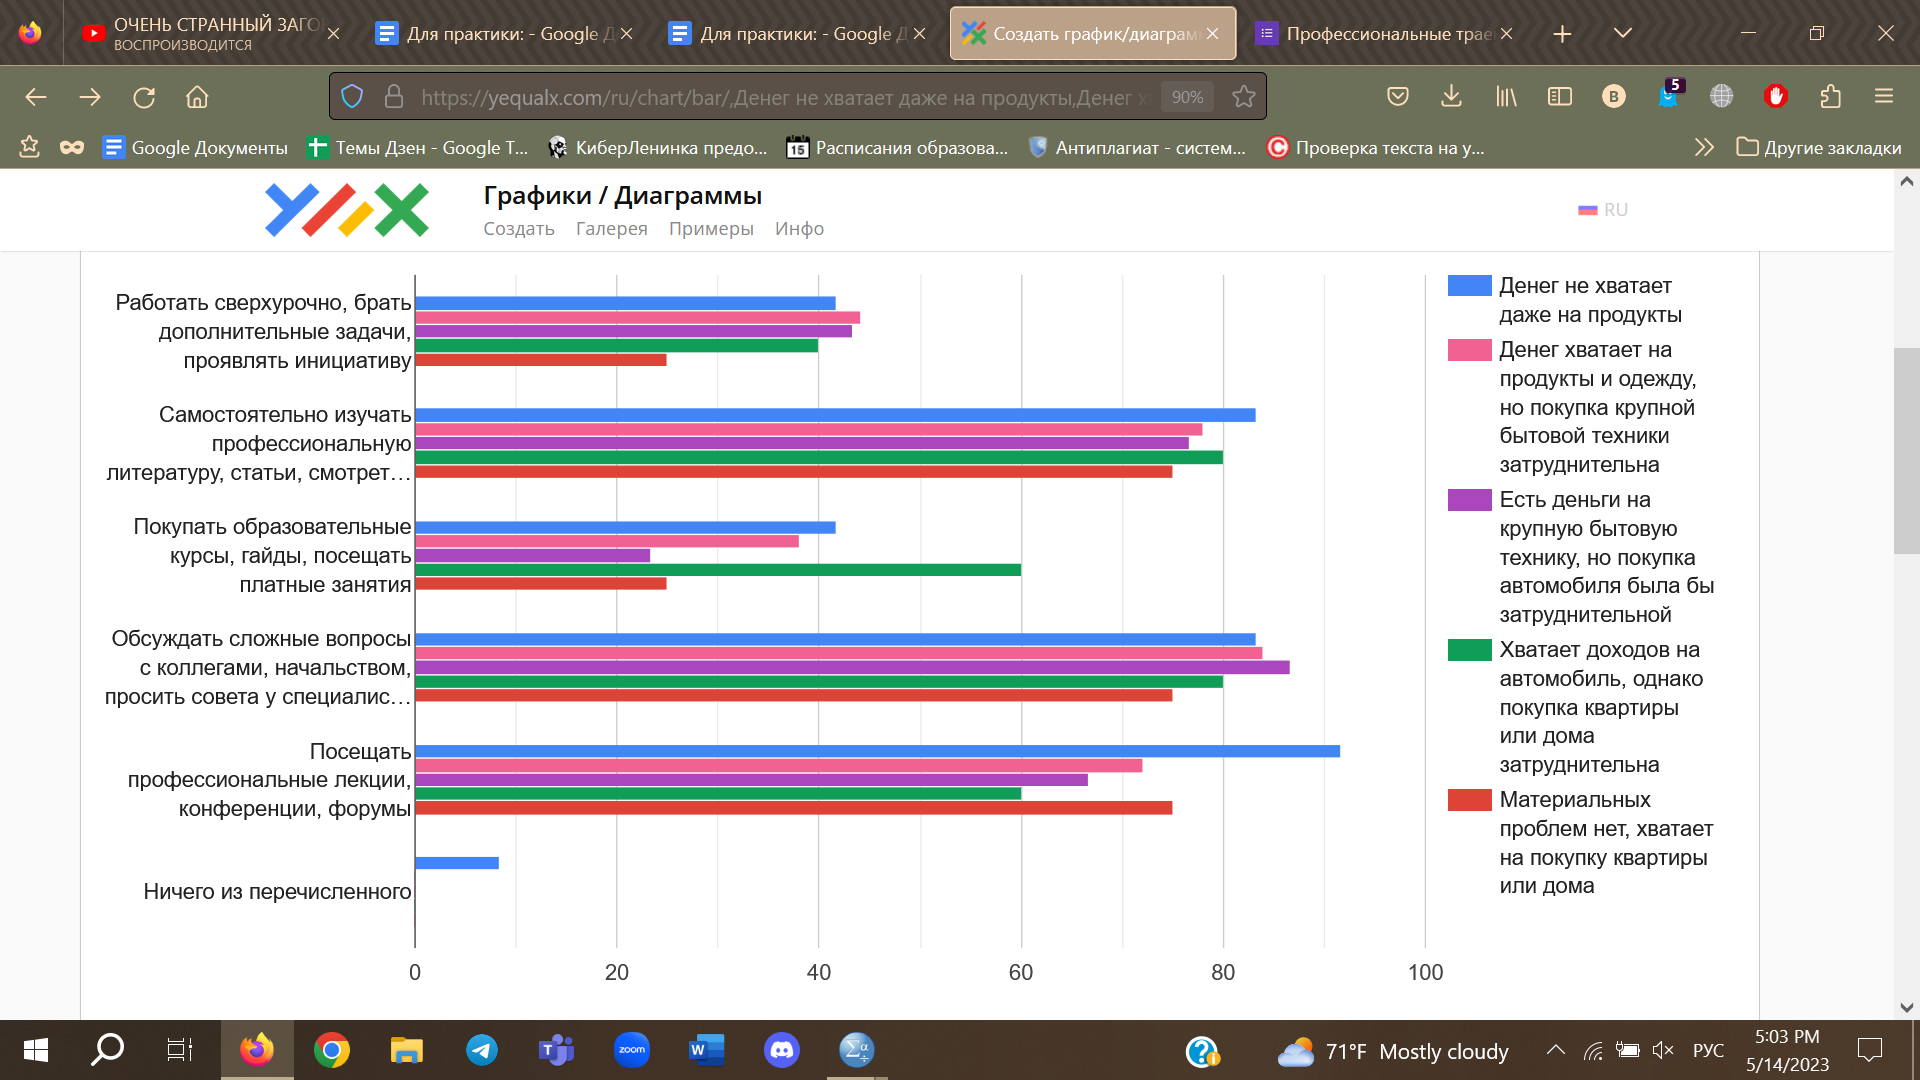 ОЧЕНЬ СТРАННЫЙ ЗАГО
ВОСПРОИЗВОДИТСЯ
Для практики: - Google Д
Для практики: - Google Д
Создать график/диаграм
Профессиональные трае
https://yequalx.com/ru/chart/bar/,Денег не хватает даже на продукты,Денег х
90%
5
Google Документы
Темы Дзен - Google Т...
КиберЛенинка предо...
15
Расписания образова...
Антиплагиат - систем...
Проверка текста на у...
Другие закладки
Графики / Диаграммы
Создать Галерея Примеры Инфо
RU
Работать сверхурочно, брать
дополнительные задачи,
проявлять инициативу
Самостоятельно изучать
профессиональную
литературу, статьи, смотрет…
Покупать образовательные
курсы, гайды, посещать
платные занятия
Обсуждать сложные вопросы
с коллегами, начальством,
просить совета у специалис…
Посещать
профессиональные лекции,
конференции, форумы
Ничего из перечисленного
0 20 40 60 80 100
Денег не хватает
даже на продукты
Денег хватает на
продукты и одежду,
но покупка крупной
бытовой техники
затруднительна
Есть деньги на
крупную бытовую
технику, но покупка
автомобиля была бы
затруднительной
Хватает доходов на
автомобиль, однако
покупка квартиры
или дома
затруднительна
Материальных
проблем нет, хватает
на покупку квартиры
или дома
zoom
71°F Mostly cloudy
РУС
5:03 PM
5/14/2023